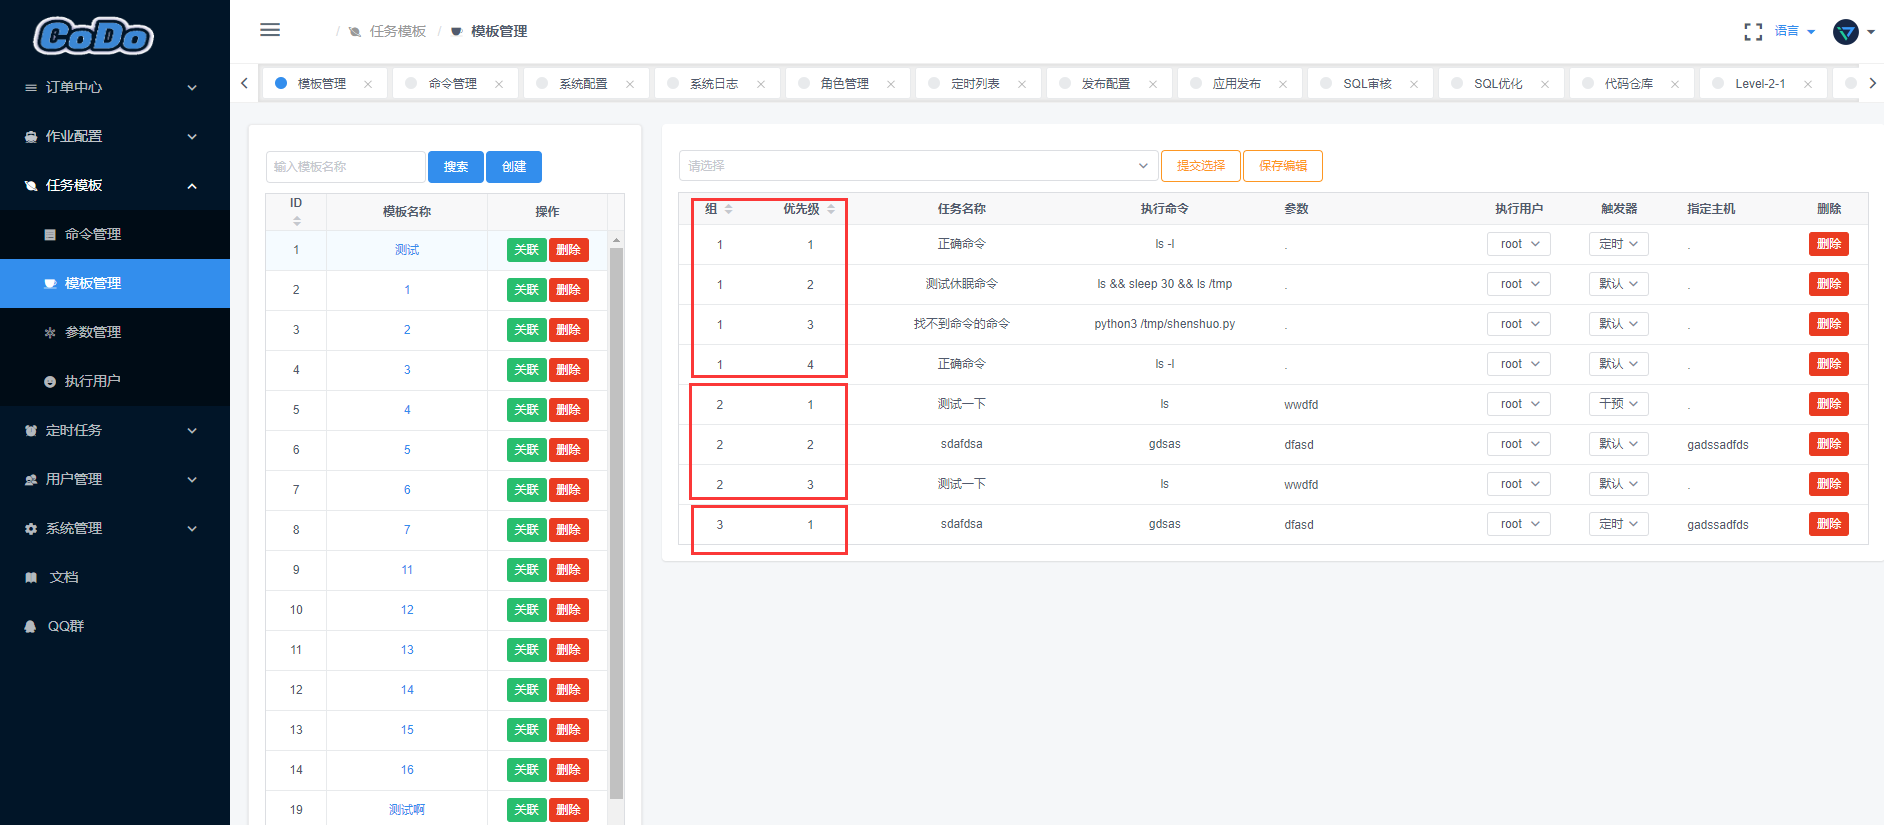 CoDo
订单中心
作业配置
任务模板
命令管理
模板管理
参数管理
执行用户
定时任务
用户管理
系统管理
文档
QQ群
/ 任务模板 / 模板管理
语言
模板管理 命令管理 系统配置 系统日志 角色管理 定时列表 发布配置 应用发布 SQL审核 SQL优化 代码仓库 Level-2-1
输入模板名称 搜索 创建
ID 模板名称 操作
1 测试 关联 删除
2 1 关联 删除
3 2 关联 删除
4 3 关联 删除
5 4 关联 删除
6 5 关联 删除
7 6 关联 删除
8 7 关联 删除
9 11 关联 删除
10 12 关联 删除
11 13 关联 删除
12 14 关联 删除
13 15 关联 删除
14 16 关联 删除
19 测试啊 关联 删除
请选择 提交选择 保存编辑
组 优先级 任务名称 执行命令 参数 执行用户 触发器 指定主机 删除
1 1 正确命令 ls -l . root 定时 . 删除
1 2 测试休眠命令 ls && sleep 30 && ls /tmp . root 默认 . 删除
1 3 找不到命令的命令 python3 /tmp/shenshuo.py . root 默认 . 删除
1 4 正确命令 ls -l . root 默认 . 删除
2 1 测试一下 ls wwdfd root 干预 . 删除
2 2 sdafdsa gdsas dfasd root 默认 gadssadfds 删除
2 3 测试一下 ls wwdfd root 默认 . 删除
3 1 sdafdsa gdsas dfasd root 定时 gadssadfds 删除